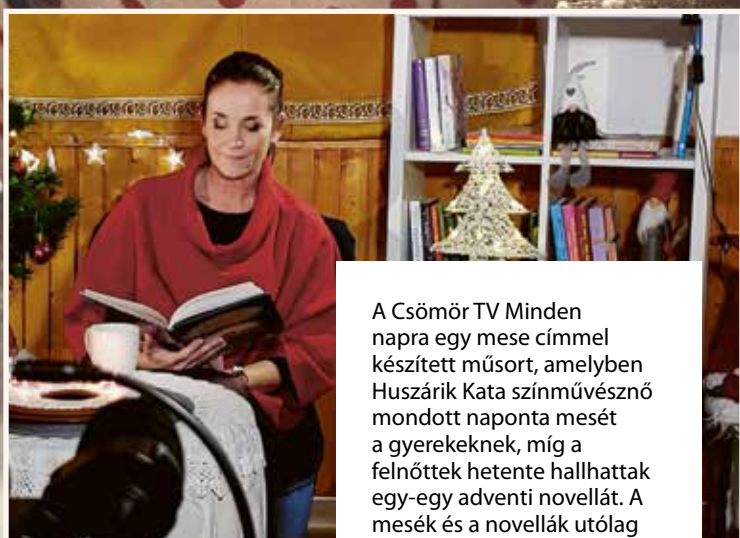 A Csömör TV Minden
napra egy mese címmel
készített műsort, amelyben
Huszárik Kata színművésznő
mondott naponta mesét
a gyerekeknek, míg a
felnőttek hetente hallhattak
egy-egy adventi novellát. A
mesék és a novellák utólag